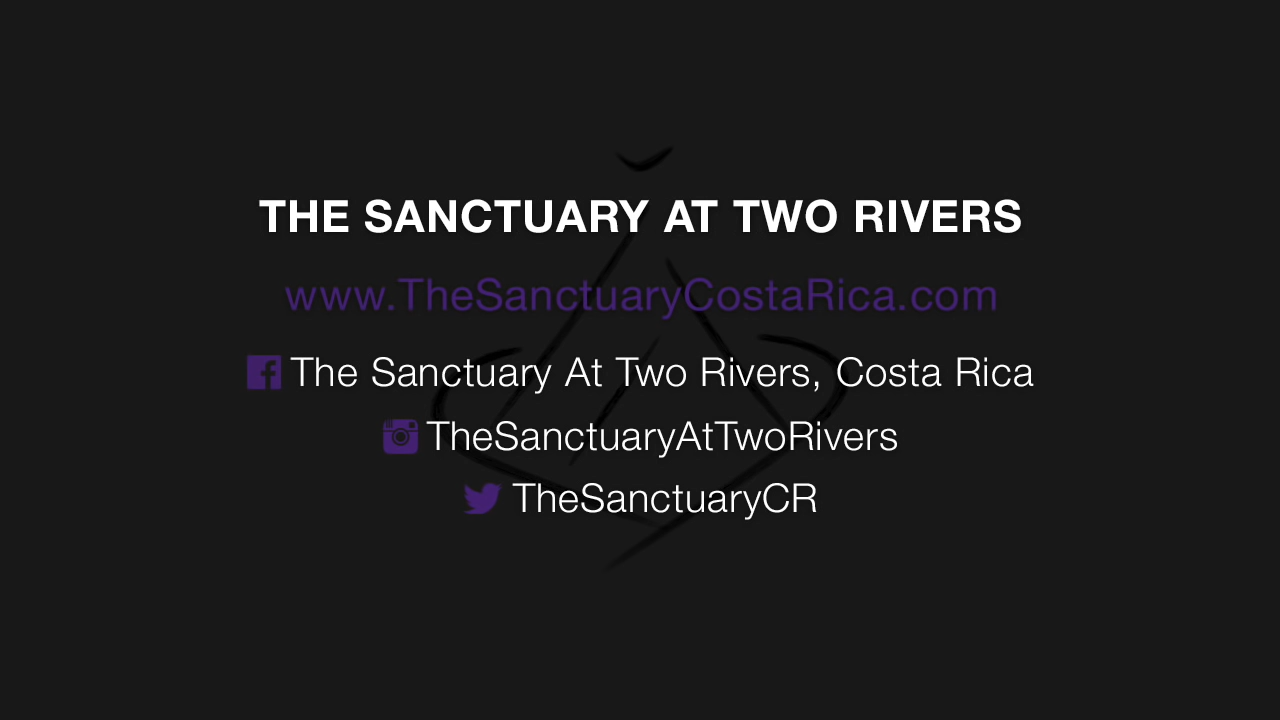 THE SANCTUARY AT TWO RIVERS
www.TheSanctuaryCostaRica.com
The Sanctuary At Two Rivers, Costa Rica
TheSanctuaryAtTwoRivers
TheSanctuaryCR